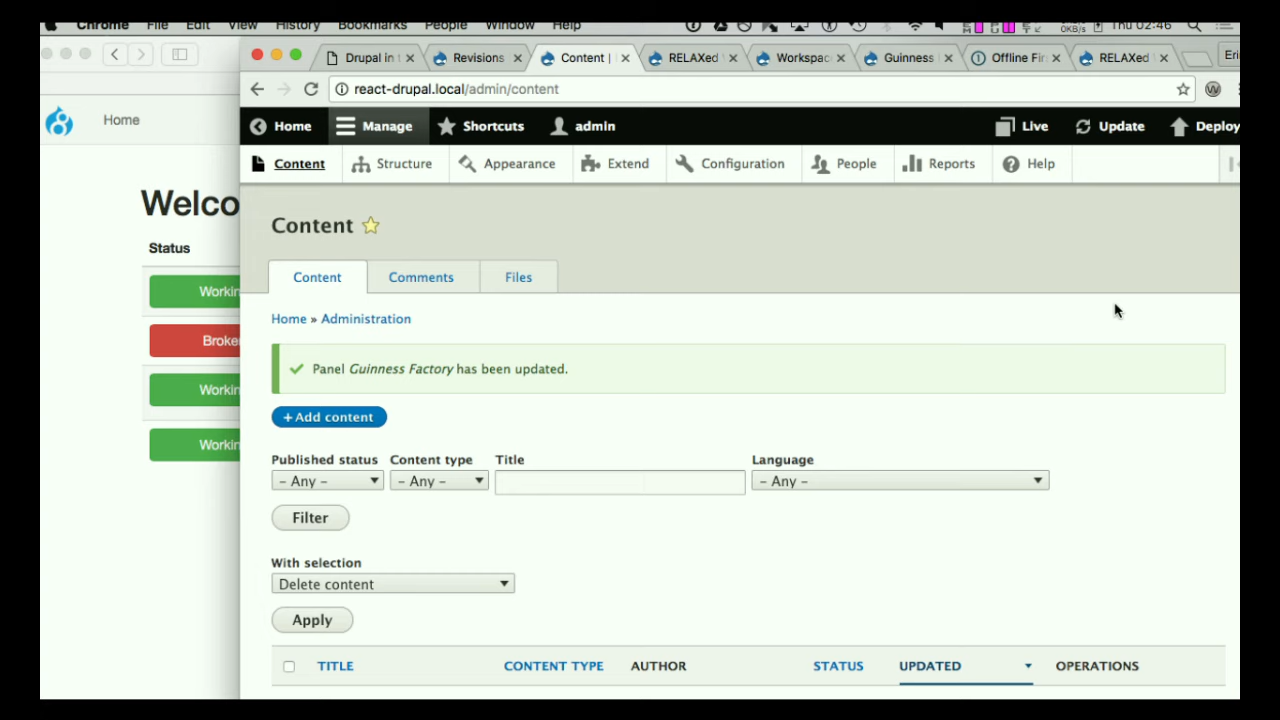 Chrome File Edit View History Bookmarks People Window Help Thu 02:46
Drupal in t Revisions Content | RELAXed Workspac Guinness Offline Firs RELAXed Eri
react-drupal.local/admin/content
Home Manage Shortcuts admin Live Update Deploy
Content Structure Appearance Extend Configuration People Reports Help
Home
Welco
Status
Workin
Broke
Workin
Workin
Content
Content Comments Files
Home » Administration
Panel Guinness Factory has been updated.
+ Add content
Published status Content type Title Language
– Any – – Any – – Any –
Filter
With selection
Delete content
Apply
TITLE CONTENT TYPE AUTHOR STATUS UPDATED OPERATIONS